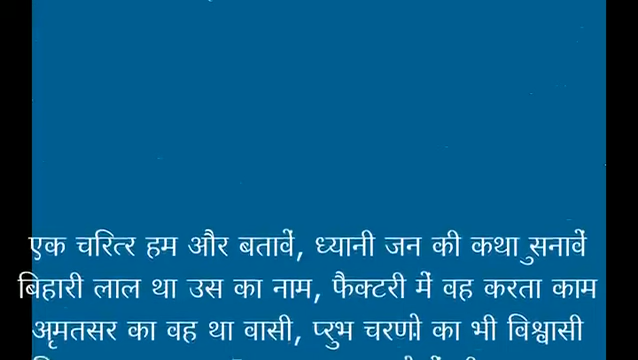 एक चरित्र हम और बतावें, ध्यानी जन की कथा सुनावें
बिहारी लाल था उस का नाम, फैक्टरी में वह करता काम
अमृतसर का वह था वासी, प्रभु चरणो का भी विश्वासी